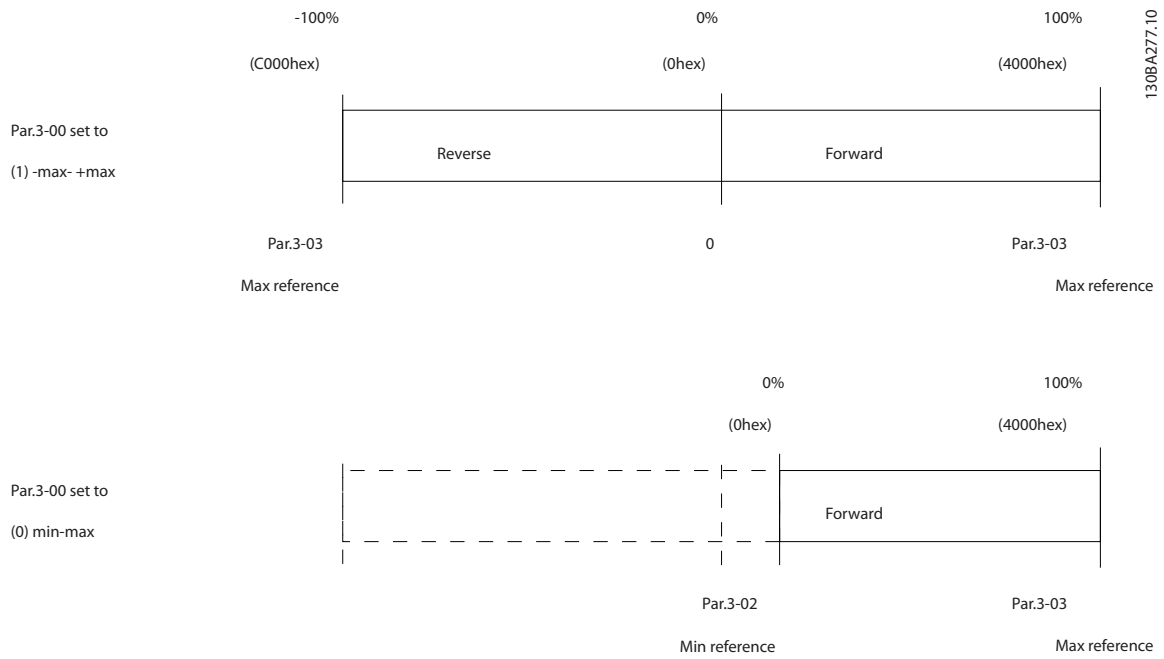 -100% 0% 100%
(C000hex) (0hex) (4000hex)
130BA277.10
Par.3-00 set to
(1) -max- +max
Reverse Forward
Par.3-03 0 Par.3-03
Max reference Max reference
0% 100%
(0hex) (4000hex)
Par.3-00 set to
(0) min-max
Forward
Par.3-02 Par.3-03
Min reference Max reference